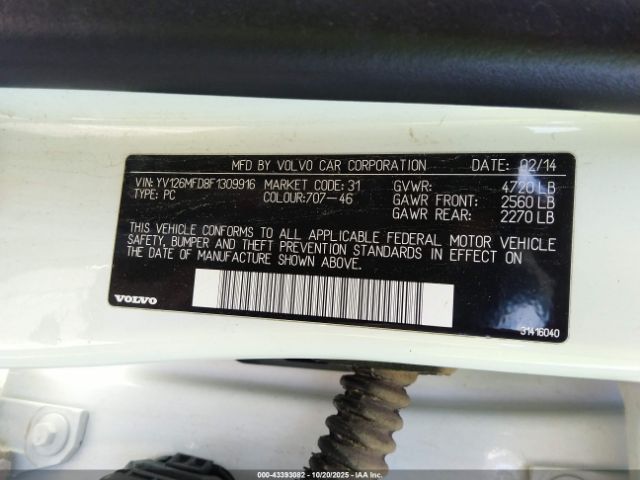 MFD BY VOLVO CAR CORPORATION DATE: 02/14
VIN: YV126MFD8F1309916 MARKET CODE: 31 GVWR: 4720 LB
TYPE: PC COLOUR:707-46 GAWR FRONT: 2560 LB
GAWR REAR: 2270 LB
THIS VEHICLE CONFORMS TO ALL APPLICABLE FEDERAL MOTOR VEHICLE
SAFETY, BUMPER AND THEFT PREVENTION STANDARDS IN EFFECT ON
THE DATE OF MANUFACTURE SHOWN ABOVE.
VOLVO
31416040
000-43393082 - 10/20/2025 - IAA Inc.